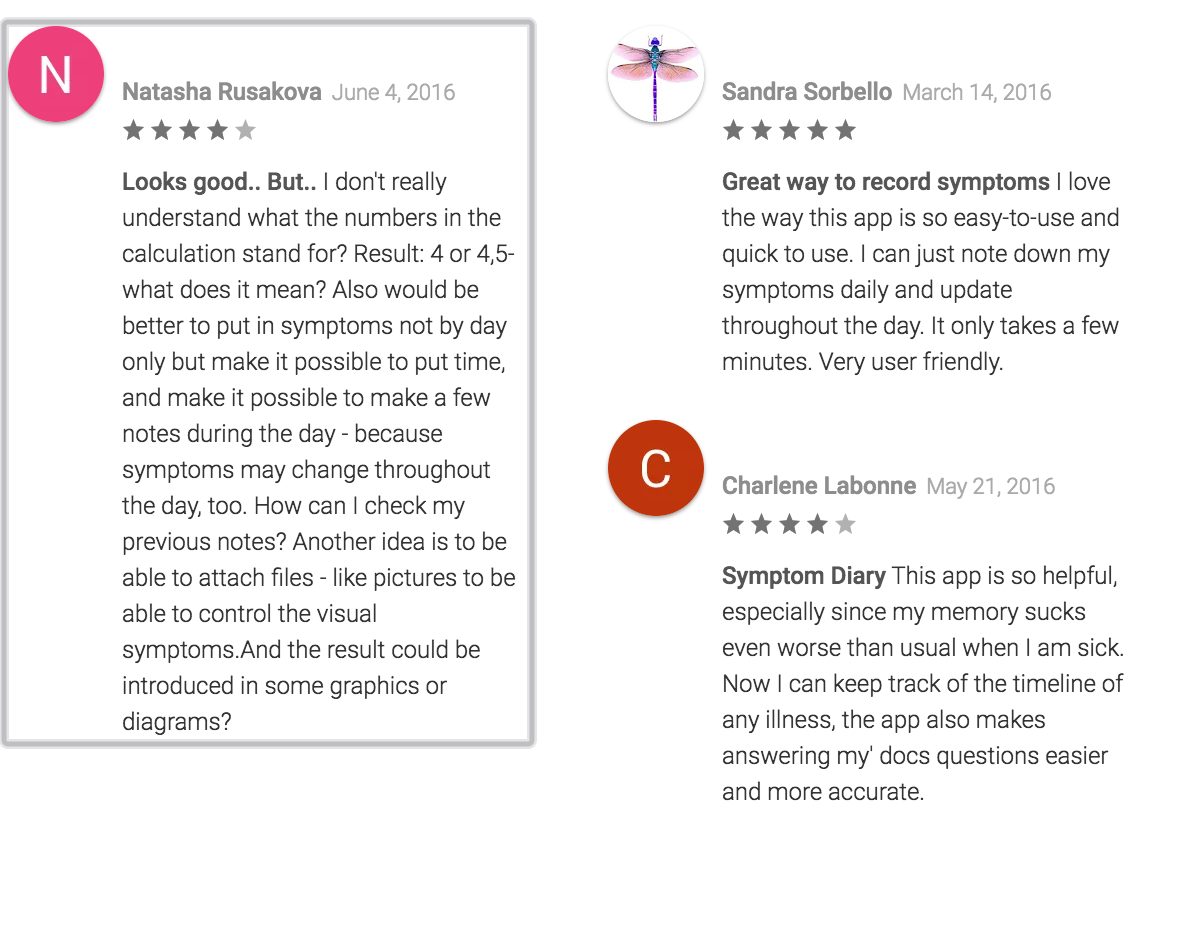 N
Natasha Rusakova June 4, 2016
Looks good.. But.. I don't really
understand what the numbers in the
calculation stand for? Result: 4 or 4,5-
what does it mean? Also would be
better to put in symptoms not by day
only but make it possible to put time,
and make it possible to make a few
notes during the day - because
symptoms may change throughout
the day, too. How can I check my
previous notes? Another idea is to be
able to attach files - like pictures to be
able to control the visual
symptoms.And the result could be
introduced in some graphics or
diagrams?
Sandra Sorbello March 14, 2016
Great way to record symptoms I love
the way this app is so easy-to-use and
quick to use. I can just note down my
symptoms daily and update
throughout the day. It only takes a few
minutes. Very user friendly.
C
Charlene Labonne May 21, 2016
Symptom Diary This app is so helpful,
especially since my memory sucks
even worse than usual when I am sick.
Now I can keep track of the timeline of
any illness, the app also makes
answering my' docs questions easier
and more accurate.